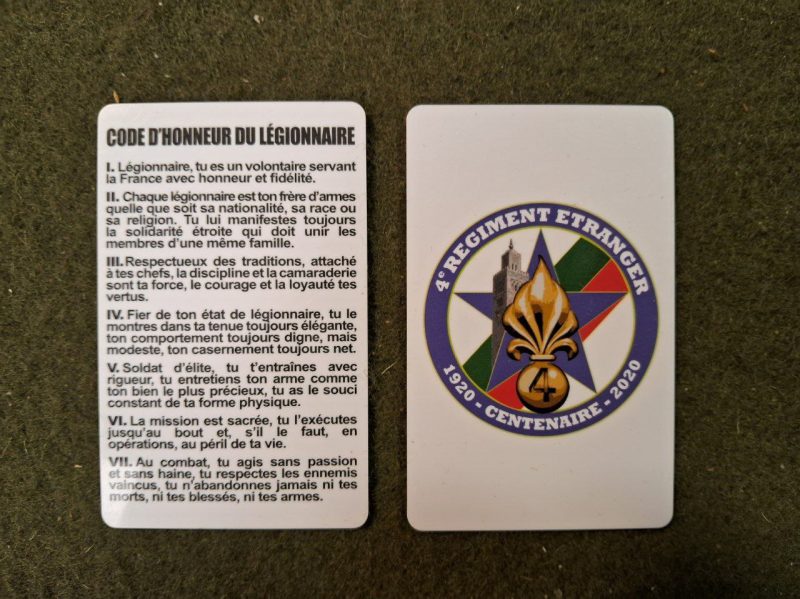 CODE D'HONNEUR DU LÉGIONNAIRE
I. Légionnaire, tu es un volontaire servant
la France avec honneur et fidélité.
II. Chaque légionnaire est ton frère d'armes
quelle que soit sa nationalité, sa race ou
sa religion. Tu lui manifestes toujours
la solidarité étroite qui doit unir les
membres d'une même famille.
III. Respectueux des traditions, attaché
à tes chefs, la discipline et la camaraderie
sont ta force, le courage et la loyauté tes
vertus.
IV. Fier de ton état de légionnaire, tu le
montres dans ta tenue toujours élégante,
ton comportement toujours digne, mais
modeste, ton casernement toujours net.
V. Soldat d'élite, tu t'entraînes avec
rigueur, tu entretiens ton arme comme
ton bien le plus précieux, tu as le souci
constant de ta forme physique.
VI. La mission est sacrée, tu l'exécutes
jusqu'au bout et, s'il le faut, en
opérations, au péril de ta vie.
VII. Au combat, tu agis sans passion
et sans haine, tu respectes les ennemis
vaincus, tu n'abandonnes jamais ni tes
morts, ni tes blessés, ni tes armes.
4e REGIMENT ETRANGER
4
1920 - CENTENAIRE - 2020